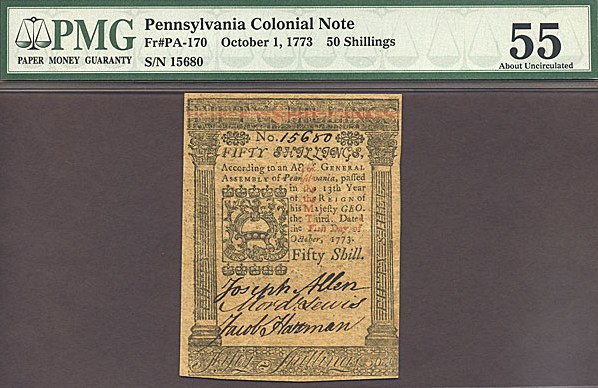 PMG
PAPER MONEY GUARANTY
Pennsylvania Colonial Note
Fr#PA-170 October 1, 1773 50 Shillings
S/N 15680
55
About Uncirculated
No. 15680
FIFTY SHILLINGS.
According to an Act of GENERAL
ASSEMBLY of Pennsylvania, passed
in the 13th Year
of the REIGN of
his Majesty GEO.
the Third. Dated
the First Day of
October, 1773.
Fifty Shill.
Joseph Allen
Mord Lewis
Jacob Harman
Fifty Shillings